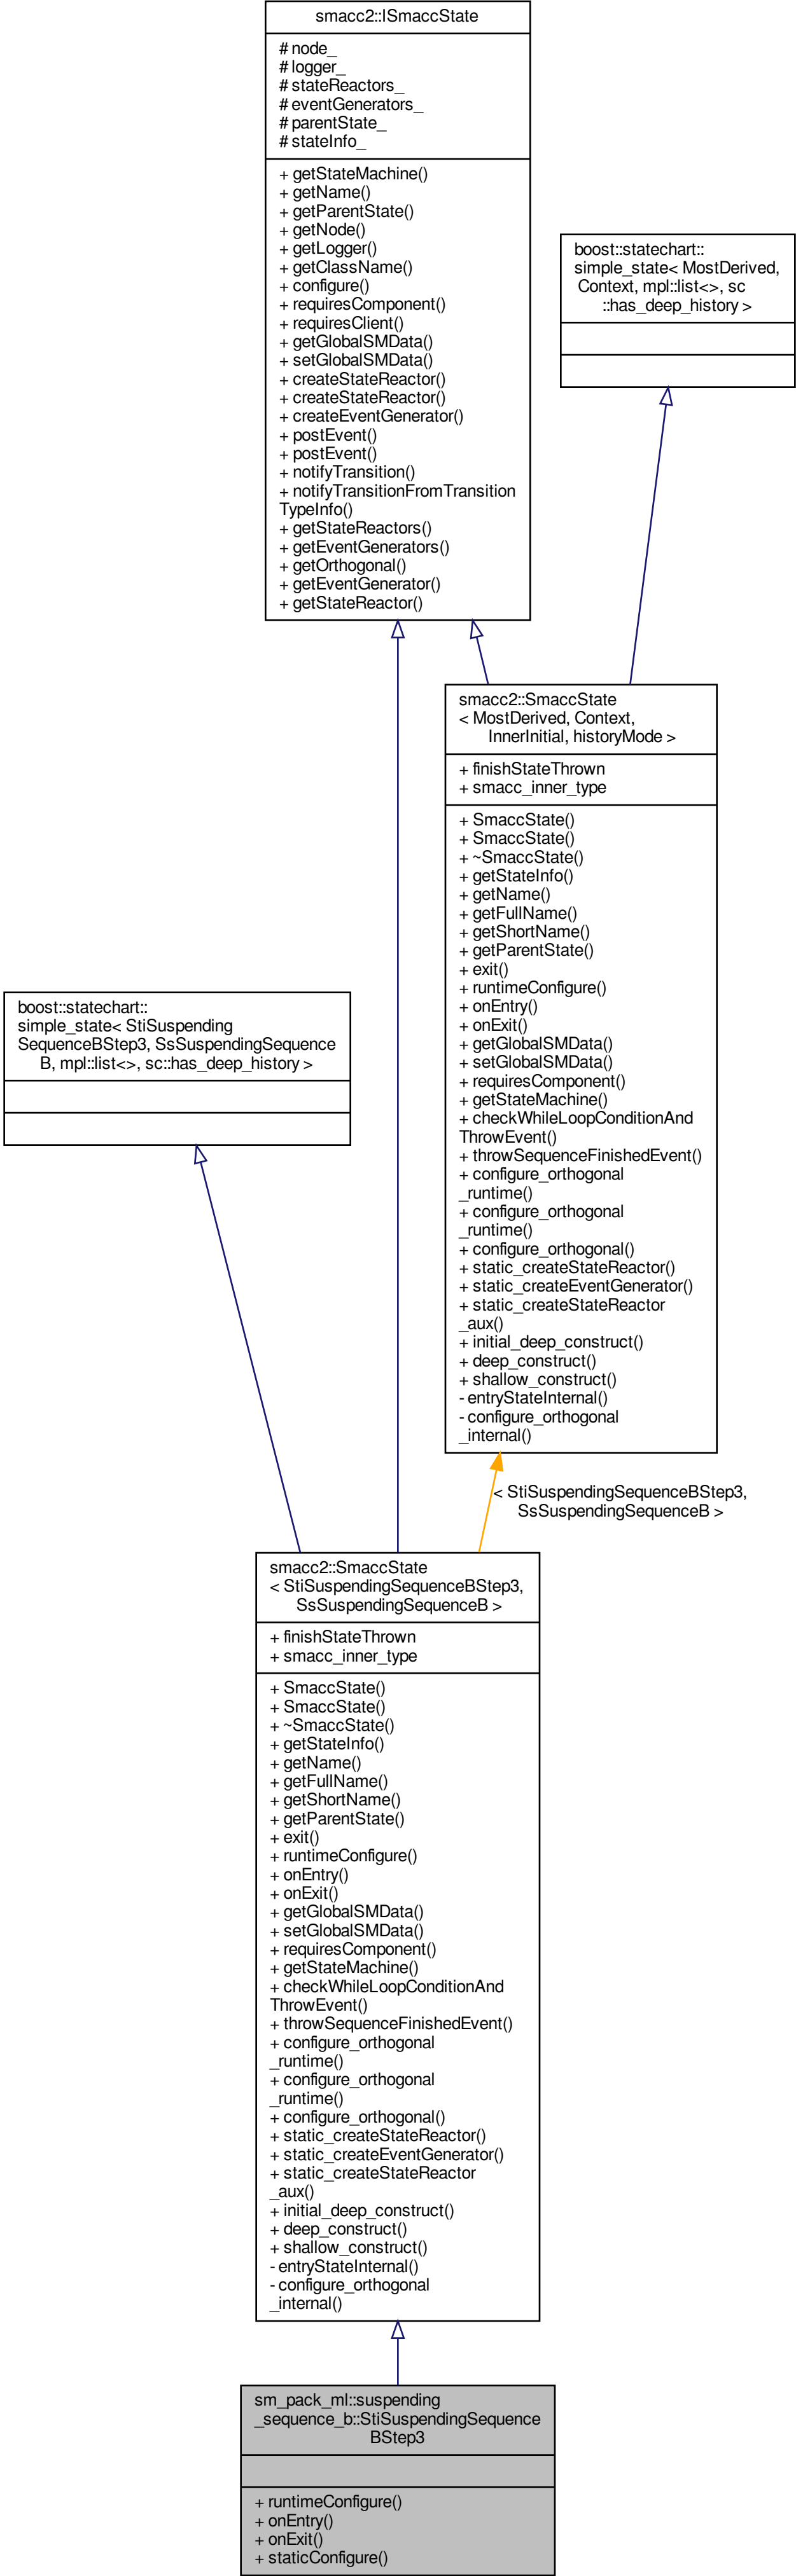 smacc2::ISmaccState
# node_
# logger_
# stateReactors_
# eventGenerators_
# parentState_
# stateInfo_
+ getStateMachine()
+ getName()
+ getParentState()
+ getNode()
+ getLogger()
+ getClassName()
+ configure()
+ requiresComponent()
+ requiresClient()
+ getGlobalSMData()
+ setGlobalSMData()
+ createStateReactor()
+ createStateReactor()
+ createEventGenerator()
+ postEvent()
+ postEvent()
+ notifyTransition()
+ notifyTransitionFromTransition
TypeInfo()
+ getStateReactors()
+ getEventGenerators()
+ getOrthogonal()
+ getEventGenerator()
+ getStateReactor()
boost::statechart::
simple_state< MostDerived,
Context, mpl::list<>, sc
::has_deep_history >
smacc2::SmaccState
< MostDerived, Context,
InnerInitial, historyMode >
+ finishStateThrown
+ smacc_inner_type
+ SmaccState()
+ SmaccState()
+ ~SmaccState()
+ getStateInfo()
+ getName()
+ getFullName()
+ getShortName()
+ getParentState()
+ exit()
+ runtimeConfigure()
+ onEntry()
+ onExit()
+ getGlobalSMData()
+ setGlobalSMData()
+ requiresComponent()
+ getStateMachine()
+ checkWhileLoopConditionAnd
ThrowEvent()
+ throwSequenceFinishedEvent()
+ configure_orthogonal
_runtime()
+ configure_orthogonal
_runtime()
+ configure_orthogonal()
+ static_createStateReactor()
+ static_createEventGenerator()
+ static_createStateReactor
_aux()
+ initial_deep_construct()
+ deep_construct()
+ shallow_construct()
- entryStateInternal()
- configure_orthogonal
_internal()
boost::statechart::
simple_state< StiSuspending
SequenceBStep3, SsSuspendingSequence
B, mpl::list<>, sc::has_deep_history >
< StiSuspendingSequenceBStep3,
SsSuspendingSequenceB >
smacc2::SmaccState
< StiSuspendingSequenceBStep3,
SsSuspendingSequenceB >
+ finishStateThrown
+ smacc_inner_type
+ SmaccState()
+ SmaccState()
+ ~SmaccState()
+ getStateInfo()
+ getName()
+ getFullName()
+ getShortName()
+ getParentState()
+ exit()
+ runtimeConfigure()
+ onEntry()
+ onExit()
+ getGlobalSMData()
+ setGlobalSMData()
+ requiresComponent()
+ getStateMachine()
+ checkWhileLoopConditionAnd
ThrowEvent()
+ throwSequenceFinishedEvent()
+ configure_orthogonal
_runtime()
+ configure_orthogonal
_runtime()
+ configure_orthogonal()
+ static_createStateReactor()
+ static_createEventGenerator()
+ static_createStateReactor
_aux()
+ initial_deep_construct()
+ deep_construct()
+ shallow_construct()
- entryStateInternal()
- configure_orthogonal
_internal()
sm_pack_ml::suspending
_sequence_b::StiSuspendingSequence
BStep3
+ runtimeConfigure()
+ onEntry()
+ onExit()
+ staticConfigure()